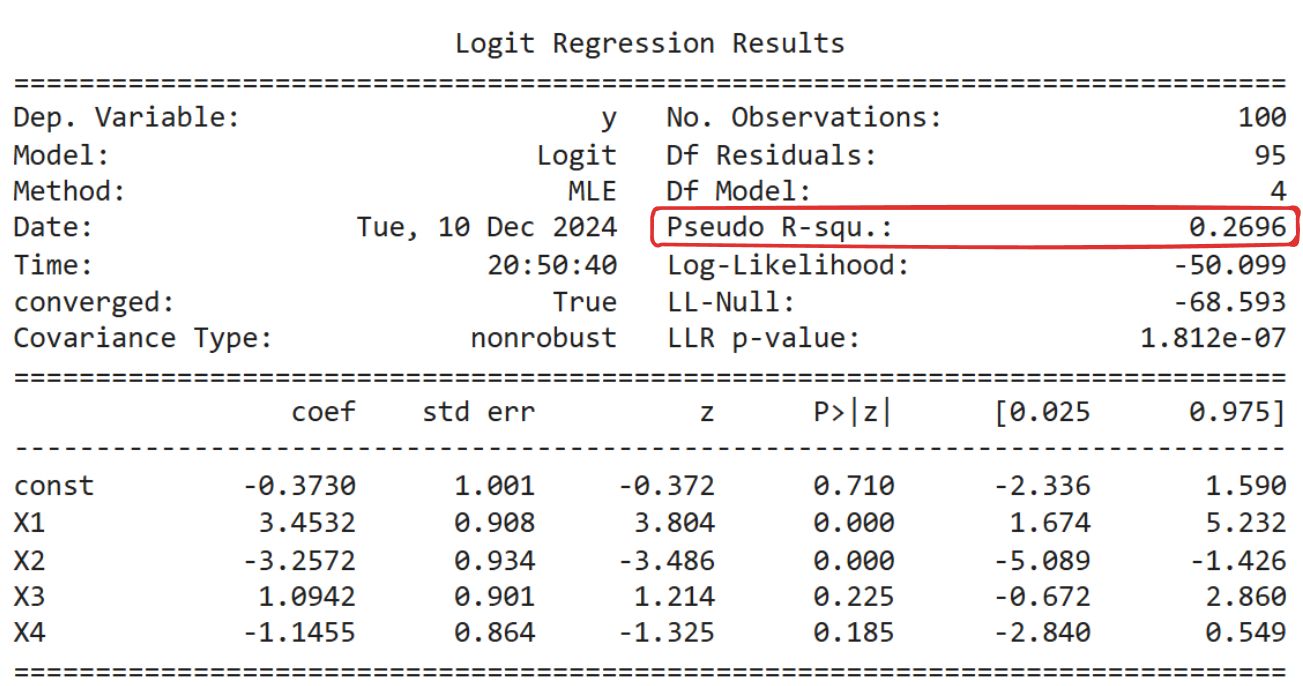 Logit Regression Results
==============================================================================
Dep. Variable:                      y   No. Observations:                  100
Model:                          Logit   Df Residuals:                       95
Method:                           MLE   Df Model:                            4
Date:                Tue, 10 Dec 2024   Pseudo R-squ.:                  0.2696
Time:                        20:50:40   Log-Likelihood:                -50.099
converged:                       True   LL-Null:                       -68.593
Covariance Type:            nonrobust   LLR p-value:                 1.812e-07
==============================================================================
                 coef    std err          z      P>|z|      [0.025      0.975]
------------------------------------------------------------------------------
const         -0.3730      1.001     -0.372      0.710      -2.336       1.590
X1             3.4532      0.908      3.804      0.000       1.674       5.232
X2            -3.2572      0.934     -3.486      0.000      -5.089      -1.426
X3             1.0942      0.901      1.214      0.225      -0.672       2.860
X4            -1.1455      0.864     -1.325      0.185      -2.840       0.549
==============================================================================